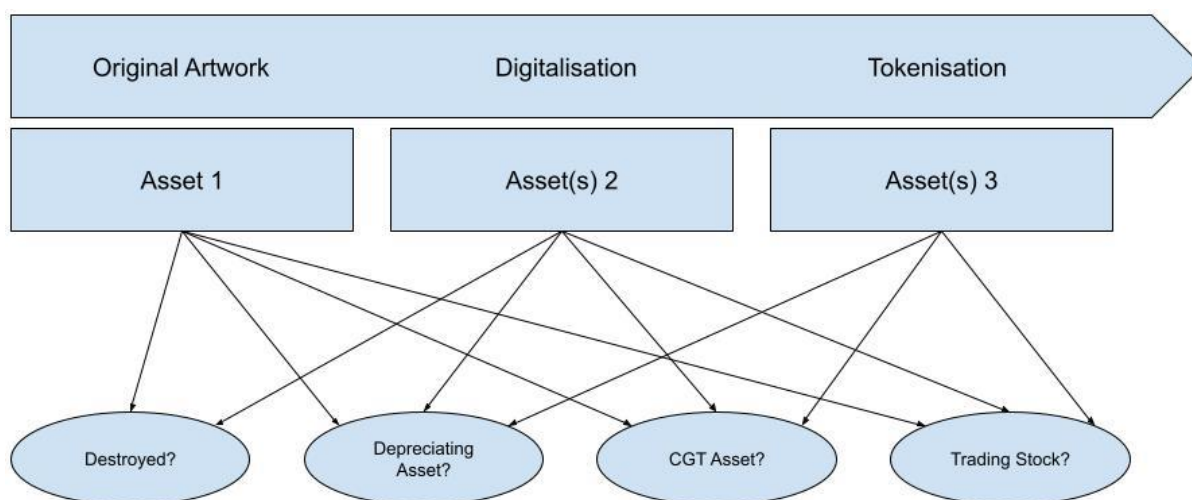 Original Artwork
Digitalisation
Tokenisation
Asset 1
Asset(s) 2
Asset(s) 3
Destroyed?
Depreciating
Asset?
CGT Asset?
Trading Stock?